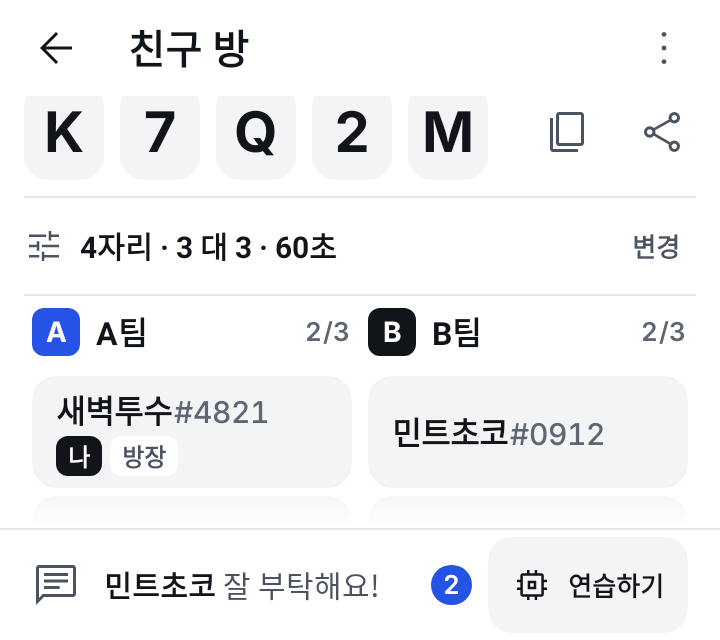 친구 방
K 7 Q 2 M
4자리 · 3 대 3 · 60초 변경
A A팀 2/3 B B팀 2/3
새벽투수#4821
나 방장
민트초코#0912
민트초코 잘 부탁해요! 2 연습하기